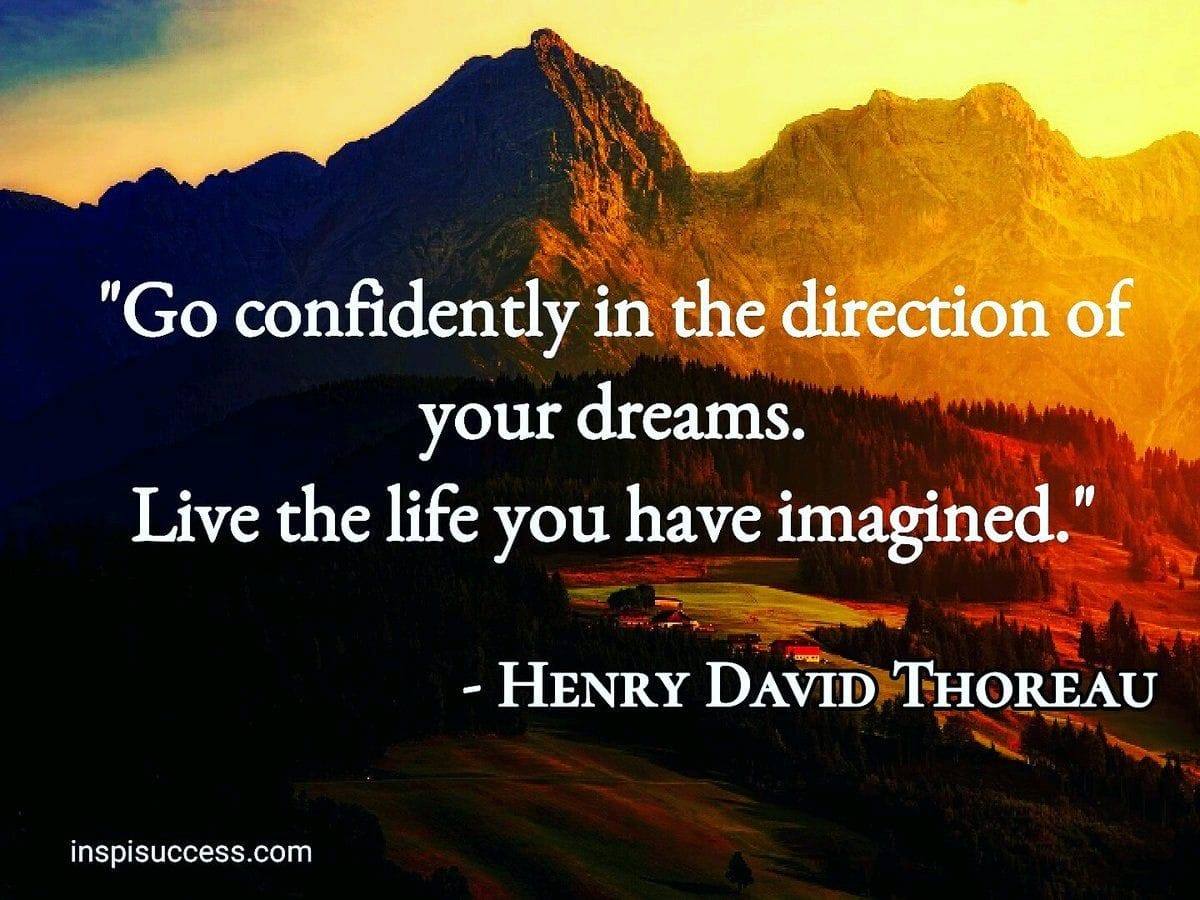 "Go confidently in the direction of
your dreams.
Live the life you have imagined."
- HENRY DAVID THOREAU
inspisuccess.com